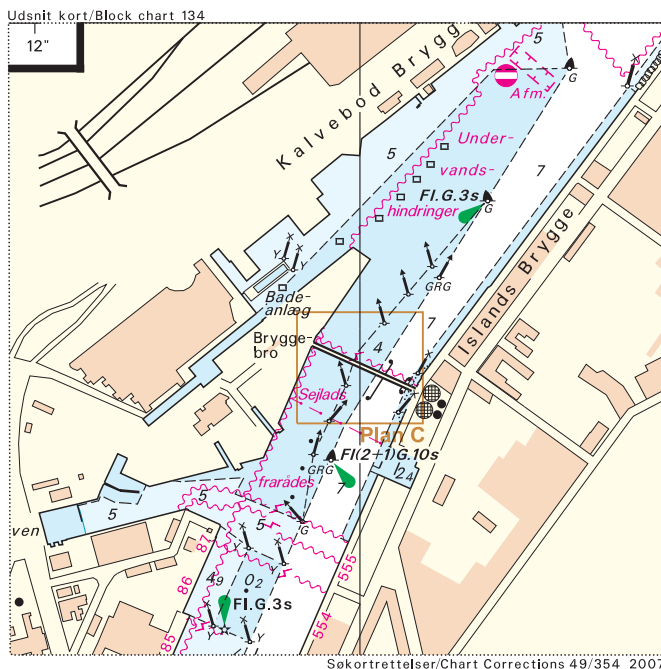 Udsnit kort/Block chart 134
12"
Kalvebod Brygg
5
G
Afm.
5
Under-
vands-
7
Fl.G.3s
hindringer
G
Y
Y
GRG
Islands Brygge
Bade-
anlæg
7
Brygge-
bro
4
Sejlads
Plan C
Fl(2+1)G.10s
GRG
frarådes
7
2₄
5
5
5
ven
G
87
Y
Y
86
4₉
0₂
555
Fl.G.3s
554
85
Y
Y
Søkortrettelser/Chart Corrections 49/354 2007